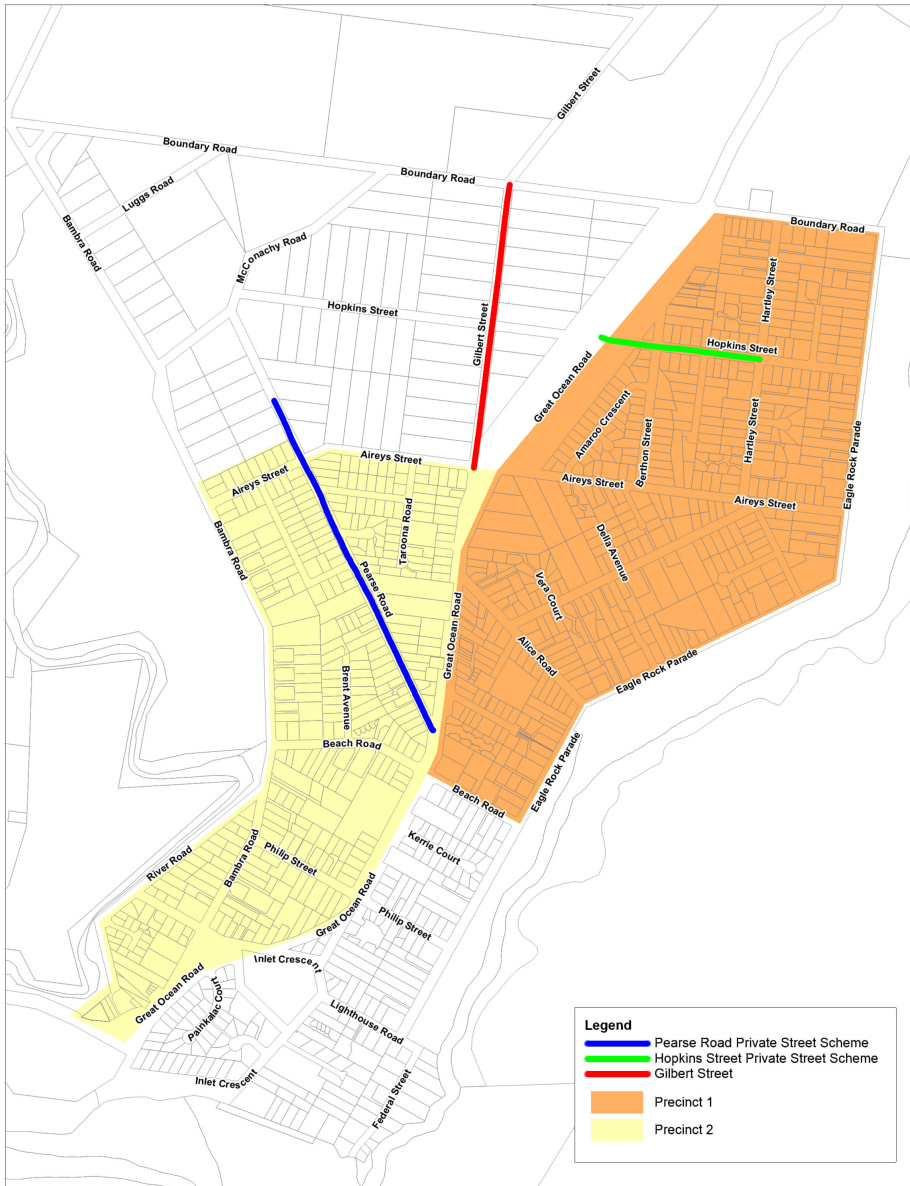 Gilbert Street
Boundary Road
Boundary Road
Luggs Road
Bambra Road
Boundary Road
McConachy Road
Hartley Street
Hopkins Street
Gilbert Street
Hopkins Street
Great Ocean Road
Amaroo Crescent
Berthon Street
Hartley Street
Eagle Rock Parade
Aireys Street
Aireys Street
Aireys Street
Aireys Street
Taroona Road
Bambra Road
Della Avenue
Pearse Road
Vera Court
Great Ocean Road
Alice Road
Eagle Rock Parade
Brent Avenue
Beach Road
Eagle Rock Parade
Beach Road
Kerrie Court
River Road
Bambra Road
Philip Street
Great Ocean Road
Philip Street
Inlet Crescent
Great Ocean Road
Painkalac Court
Lighthouse Road
Inlet Crescent
Federal Street
Legend
Pearse Road Private Street Scheme
Hopkins Street Private Street Scheme
Gilbert Street
Precinct 1
Precinct 2